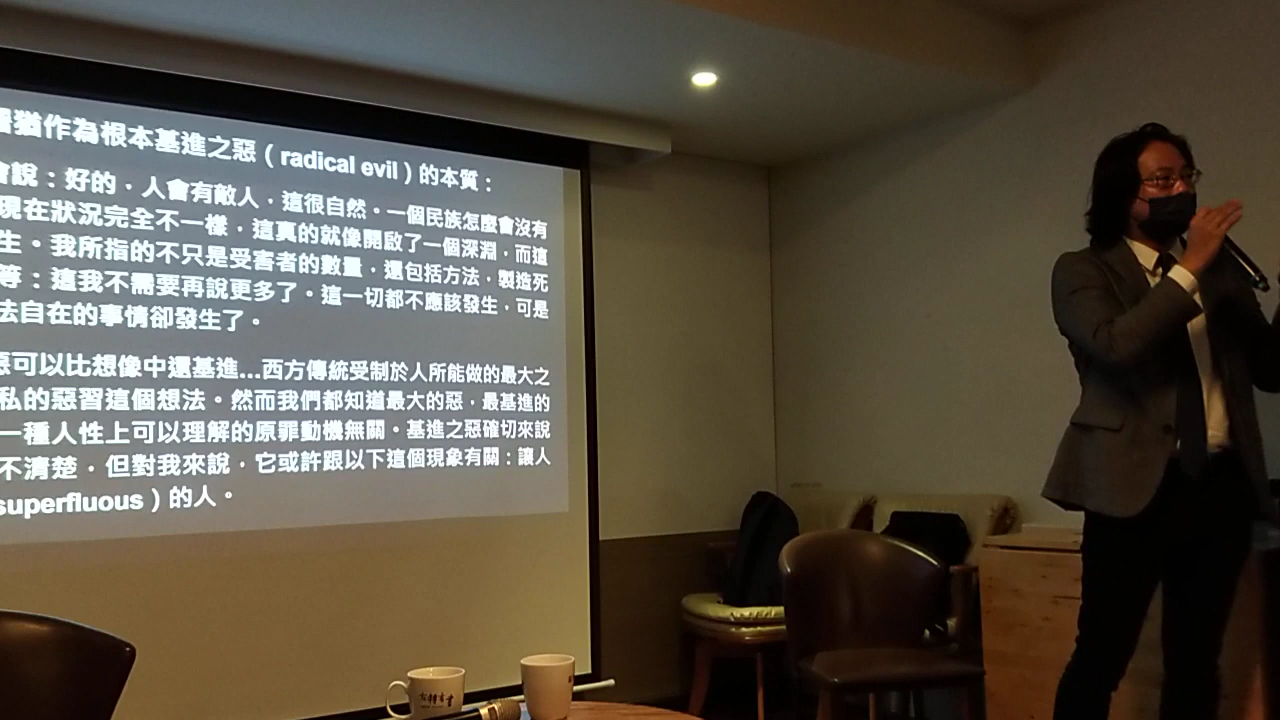 猶作為根本基進之惡（radical evil）的本質：
會說：好的，人會有敵人，這很自然。一個民族怎麼會沒有
現在狀況完全不一樣，這真的就像開啟了一個深淵，而這
生。我所指的不只是受害者的數量，還包括方法，製造死
等：這我不需要再說更多了。這一切都不應該發生，可是
法自在的事情卻發生了。
惡可以比想像中還基進...西方傳統受制於人所能做的最大之
私的惡習這個想法。然而我們都知道最大的惡，最基進的
一種人性上可以理解的原罪動機無關。基進之惡確切來說
不清楚，但對我來說，它或許跟以下這個現象有關：讓人
superfluous）的人。